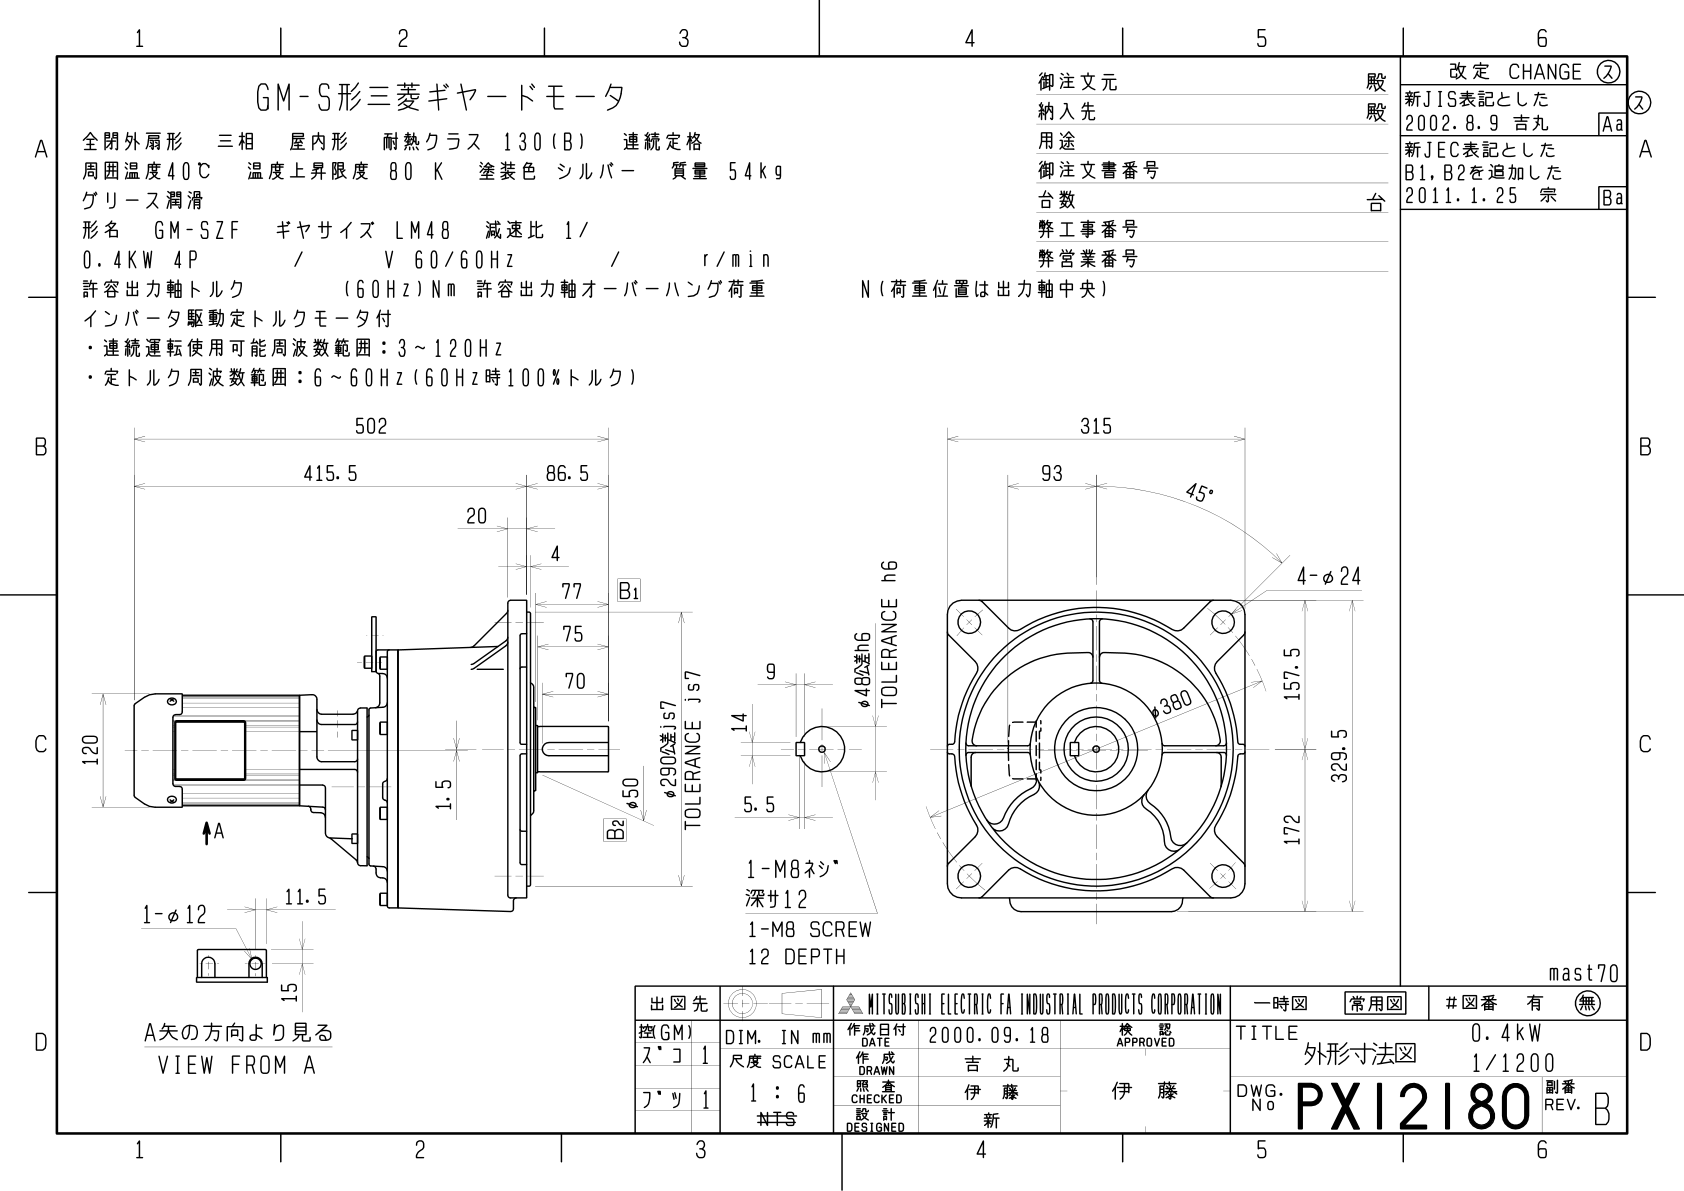 1 2 3 4 5 6
GM-S形三菱ギヤードモータ
全閉外扇形 三相 屋内形 耐熱クラス 130(B) 連続定格
周囲温度40℃ 温度上昇限度 80 K 塗装色 シルバー 質量 54kg
グリース潤滑
形名 GM-SZF ギヤサイズ LM48 減速比 1/
0.4KW 4P / V 60/60Hz / r/min
許容出力軸トルク (60Hz)Nm 許容出力軸オーバーハング荷重 N(荷重位置は出力軸中央)
インバータ駆動定トルクモータ付
・連続運転使用可能周波数範囲：3~120Hz
・定トルク周波数範囲：6~60Hz(60Hz時100%トルク)
御注文元 殿
納入先 殿
用途
御注文書番号
台数 台
弊工事番号
弊営業番号
改定 CHANGE ス
新JIS表記とした
2002.8.9 吉丸 Aa
新JEC表記とした
B1,B2を追加した
2011.1.25 宗 Ba
ス
A A
B B
C C
D D
502
415.5 86.5
20
4
77 B1
75
70
120
1.5
φ50
B2
φ290公差js7
TOLERANCE js7
A
1-φ12
11.5
15
A矢の方向より見る
VIEW FROM A
9
14
5.5
φ48公差h6
TOLERANCE h6
1-M8ネジ
深サ12
1-M8 SCREW
12 DEPTH
315
93
45°
4-φ24
φ380
157.5
172
329.5
mast70
出図先
控(GM)
ズコ 1
ブツ 1
DIM. IN mm
尺度 SCALE
1 : 6
NTS
MITSUBISHI ELECTRIC FA INDUSTRIAL PRODUCTS CORPORATION
作成日付 DATE 2000.09.18
作成 DRAWN 吉丸
照査 CHECKED 伊藤
設計 DESIGNED 新
検認 APPROVED
伊藤
一時図 常用図 #図番 有 無
TITLE 0.4kW
外形寸法図 1/1200
DWG. No PX12180 副番 REV. B
1 2 3 4 5 6